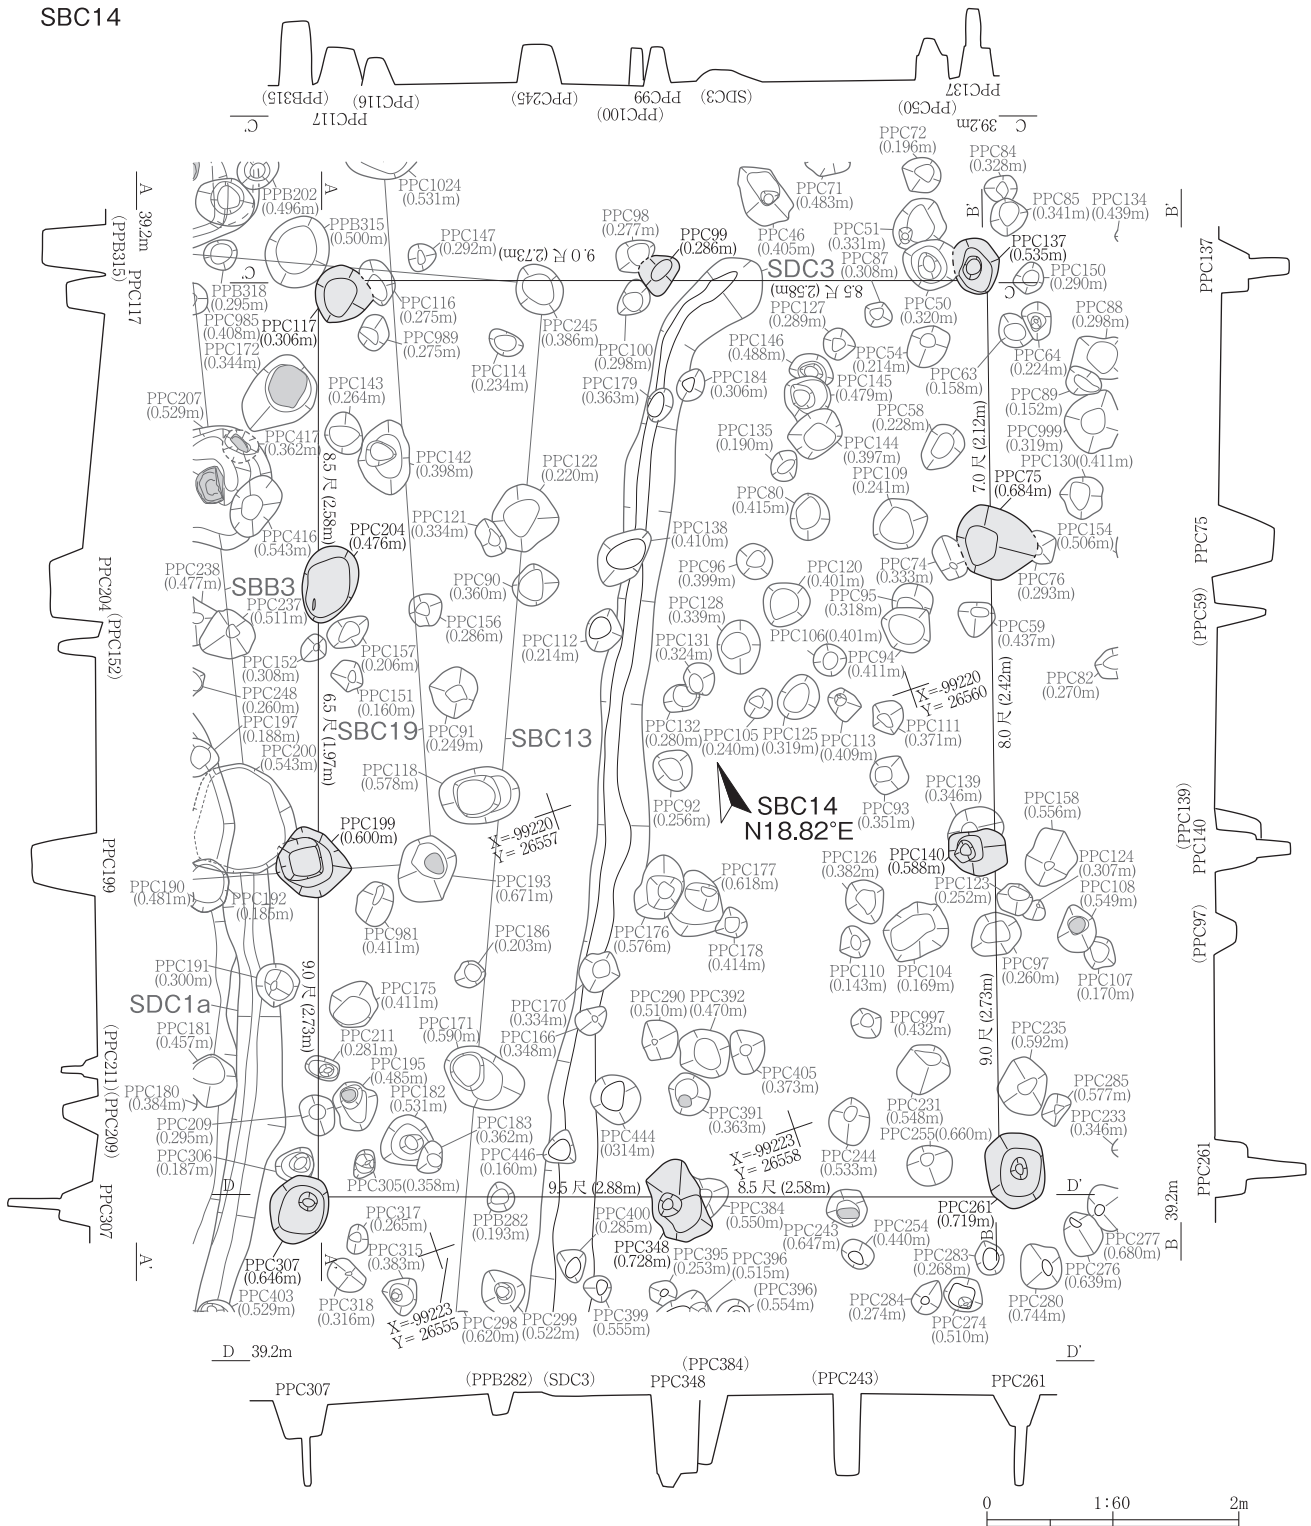 SBC14
(PPB315)
PPC117
(PPC116)
(PPC245)
(PPC100)
PPC99
(SDC3)
(PPC50)
PPC137
C'
39.2m
C
A
39.2m
(PPB315)
PPC117
A
PPB202
(0.496m)
PPC1024
(0.531m)
PPB315
(0.500m)
PPC147
(0.292m)
9.0 尺 (2.73m)
PPC98
(0.277m)
PPC99
(0.286m)
PPC71
(0.483m)
PPC46
(0.405m)
PPC72
(0.196m)
PPC84
(0.328m)
B'
PPC85
(0.341m)
PPC134
(0.439m)
B'
PPC51
(0.331m)
PPC87
(0.308m)
PPC137
(0.535m)
PPC150
(0.290m)
PPC137
C'
SDC3
8.5 尺 (2.58m)
C
PPB318
(0.295m)
PPC985
(0.408m)
PPC172
(0.344m)
PPC117
(0.306m)
PPC116
(0.275m)
PPC989
(0.275m)
PPC245
(0.386m)
PPC114
(0.234m)
PPC100
(0.298m)
PPC179
(0.363m)
PPC184
(0.306m)
PPC127
(0.289m)
PPC146
(0.488m)
PPC50
(0.320m)
PPC54
(0.214m)
PPC63
(0.158m)
PPC64
(0.224m)
PPC88
(0.298m)
PPC89
(0.152m)
PPC207
(0.529m)
PPC143
(0.264m)
PPC145
(0.479m)
PPC58
(0.228m)
7.0 尺 (2.12m)
PPC999
(0.319m)
PPC417
(0.362m)
8.5 尺 (2.58m)
PPC142
(0.398m)
PPC122
(0.220m)
PPC135
(0.190m)
PPC144
(0.397m)
PPC109
(0.241m)
PPC130(0.411m)
PPC75
(0.684m)
PPC80
(0.415m)
PPC416
(0.543m)
PPC204
(0.476m)
PPC121
(0.334m)
PPC138
(0.410m)
PPC154
(0.506m)
PPC75
PPC238
(0.477m)
SBB3
PPC237
(0.511m)
PPC90
(0.360m)
PPC96
(0.399m)
PPC120
(0.401m)
PPC74
(0.333m)
PPC95
(0.318m)
PPC76
(0.293m)
PPC204
(PPC152)
(PPC59)
PPC156
(0.286m)
PPC112
(0.214m)
PPC128
(0.339m)
PPC131
(0.324m)
PPC106(0.401m)
PPC94
(0.411m)
PPC59
(0.437m)
PPC152
(0.308m)
PPC157
(0.206m)
PPC151
(0.160m)
PPC82
(0.270m)
X=-99220
Y= 26560
8.0 尺 (2.42m)
PPC248
(0.260m)
PPC197
(0.188m)
PPC200
(0.543m)
6.5 尺 (1.97m)
SBC19
PPC91
(0.249m)
SBC13
PPC132
(0.280m)
PPC105
(0.240m)
PPC125
(0.319m)
PPC113
(0.409m)
PPC111
(0.371m)
PPC118
(0.578m)
PPC92
(0.256m)
SBC14
N18.82°E
PPC93
(0.351m)
PPC139
(0.346m)
PPC158
(0.556m)
(PPC139)
PPC140
PPC199
(0.600m)
X=-99220
Y= 26557
PPC199
PPC190
(0.481m)
PPC192
(0.185m)
PPC193
(0.671m)
PPC177
(0.618m)
PPC126
(0.382m)
PPC140
(0.588m)
PPC123
(0.252m)
PPC124
(0.307m)
PPC108
(0.549m)
PPC981
(0.411m)
PPC186
(0.203m)
PPC176
(0.576m)
PPC178
(0.414m)
PPC110
(0.143m)
PPC104
(0.169m)
PPC97
(0.260m)
PPC107
(0.170m)
(PPC97)
PPC191
(0.300m)
SDC1a
9.0 尺 (2.73m)
PPC175
(0.411m)
PPC170
(0.334m)
PPC166
(0.348m)
PPC290
(0.510m)
PPC392
(0.470m)
PPC997
(0.432m)
9.0 尺 (2.73m)
PPC235
(0.592m)
PPC181
(0.457m)
PPC211
(0.281m)
PPC171
(0.590m)
PPC195
(0.485m)
PPC405
(0.373m)
PPC285
(0.577m)
(PPC211)
(PPC209)
PPC180
(0.384m)
PPC182
(0.531m)
PPC391
(0.363m)
PPC231
(0.548m)
PPC233
(0.346m)
PPC209
(0.295m)
PPC183
(0.362m)
PPC444
(0314m)
X=-99223
Y= 26558
PPC255(0.660m)
PPC306
(0.187m)
PPC446
(0.160m)
PPC244
(0.533m)
PPC261
PPC307
D
PPC305(0.358m)
9.5 尺 (2.88m)
8.5 尺 (2.58m)
D'
39.2m
PPC317
(0.265m)
PPB282
(0.193m)
PPC400
(0.285m)
PPC384
(0.550m)
PPC243
(0.647m)
PPC254
(0.440m)
PPC261
(0.719m)
B
B
PPC277
(0.680m)
A'
PPC307
(0.646m)
A'
PPC315
(0.383m)
PPC348
(0.728m)
PPC395
(0.253m)
PPC396
(0.515m)
PPC283
(0.268m)
PPC276
(0.639m)
PPC403
(0.529m)
PPC318
(0.316m)
X=-99223
Y= 26555
PPC298
(0.620m)
PPC299
(0.522m)
PPC399
(0.555m)
(PPC396)
(0.554m)
PPC284
(0.274m)
PPC274
(0.510m)
PPC280
(0.744m)
D
39.2m
D'
PPC307
(PPB282)
(SDC3)
(PPC384)
PPC348
(PPC243)
PPC261
0
1:60
2m